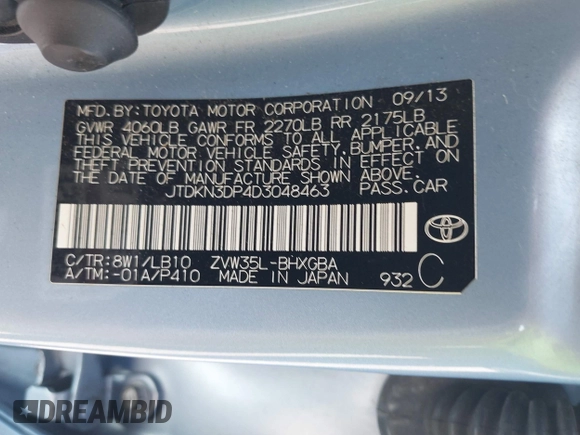 MFD. BY: TOYOTA MOTOR CORPORATION 09/13
GVWR 4060LB GAWR FR 2270LB RR 2175LB
THIS VEHICLE CONFORMS TO ALL APPLICABLE
FEDERAL MOTOR VEHICLE SAFETY, BUMPER, AND
THEFT PREVENTION STANDARDS IN EFFECT ON
THE DATE OF MANUFACTURE SHOWN ABOVE.
JTDKN3DP4D3048463 PASS. CAR
C/TR: 8W1/LB10 ZVW35L-BHXGBA
A/TM: -01A/P410 MADE IN JAPAN 932 C
TOYOTA
DREAMBID